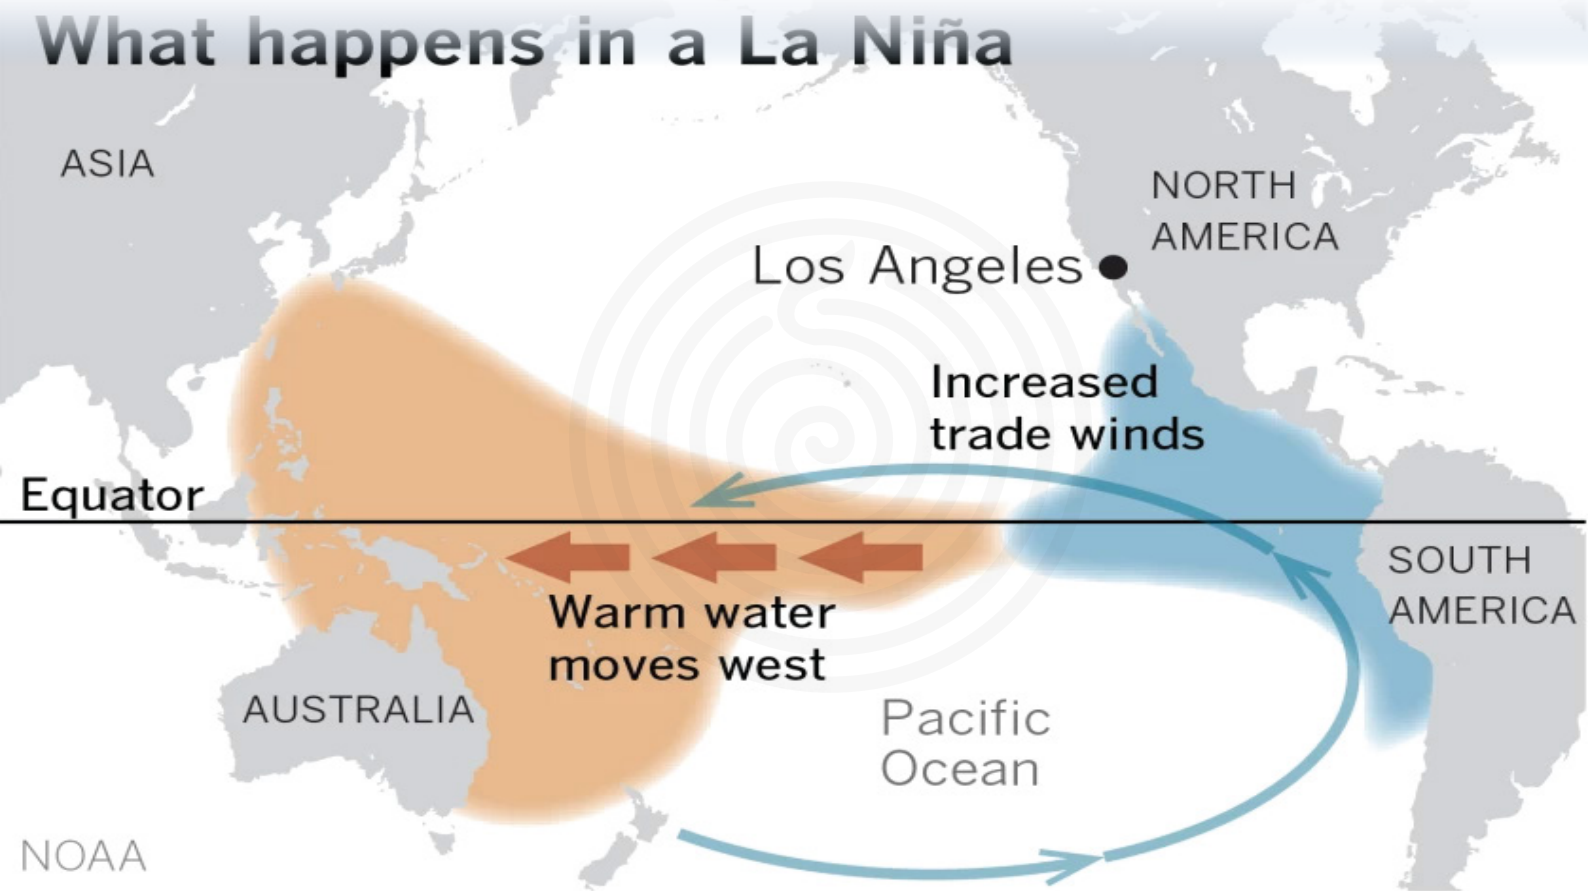 What happens in a La Niña
ASIA
NORTH
AMERICA
Los Angeles
Increased
trade winds
Equator
SOUTH
AMERICA
Warm water
moves west
AUSTRALIA
Pacific
Ocean
NOAA